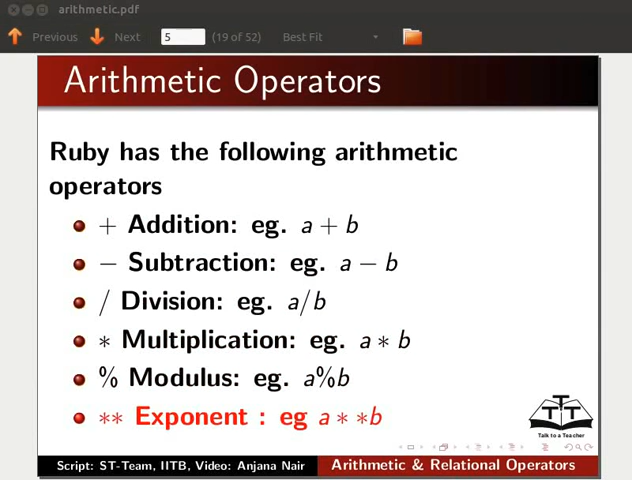 arithmetic.pdf
Previous Next 5 (19 of 52) Best Fit
Arithmetic Operators
Ruby has the following arithmetic
operators
+ Addition: eg. a + b
− Subtraction: eg. a − b
/ Division: eg. a/b
* Multiplication: eg. a * b
% Modulus: eg. a%b
** Exponent : eg a * *b
Talk to a Teacher
Script: ST-Team, IITB, Video: Anjana Nair Arithmetic & Relational Operators